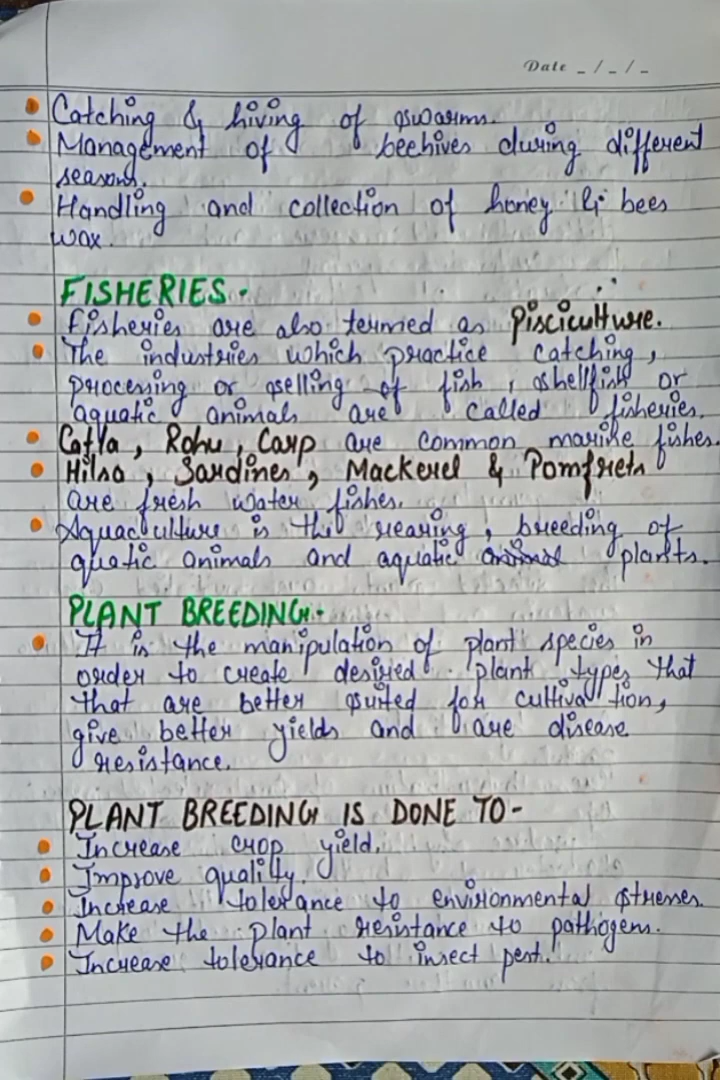 Date _ / _ / _
Catching & hiving of swarms.
Management of beehives during different
seasons.
Handling and collection of honey & bees
wax.
FISHERIES.
Fisheries are also termed as Pisciculture.
The industries which practice catching,
processing or selling of fish, shellfish or
aquatic animals are called fisheries.
Catla, Rohu, Carp are common marine fishes.
Hilsa, Sardines, Mackerel & Pomfrets
are fresh water fishes.
Aquaculture is the rearing, breeding of
quatic animals and aquatic plants.
PLANT BREEDING.
It is the manipulation of plant species in
order to create desired plant types that
that are better suited for cultivation,
give better yields and are disease
resistance.
PLANT BREEDING IS DONE TO-
Increase crop yield.
Improve quality.
Increase tolerance to environmental stresses.
Make the plant resistance to pathogens.
Increase tolerance to insect pest.